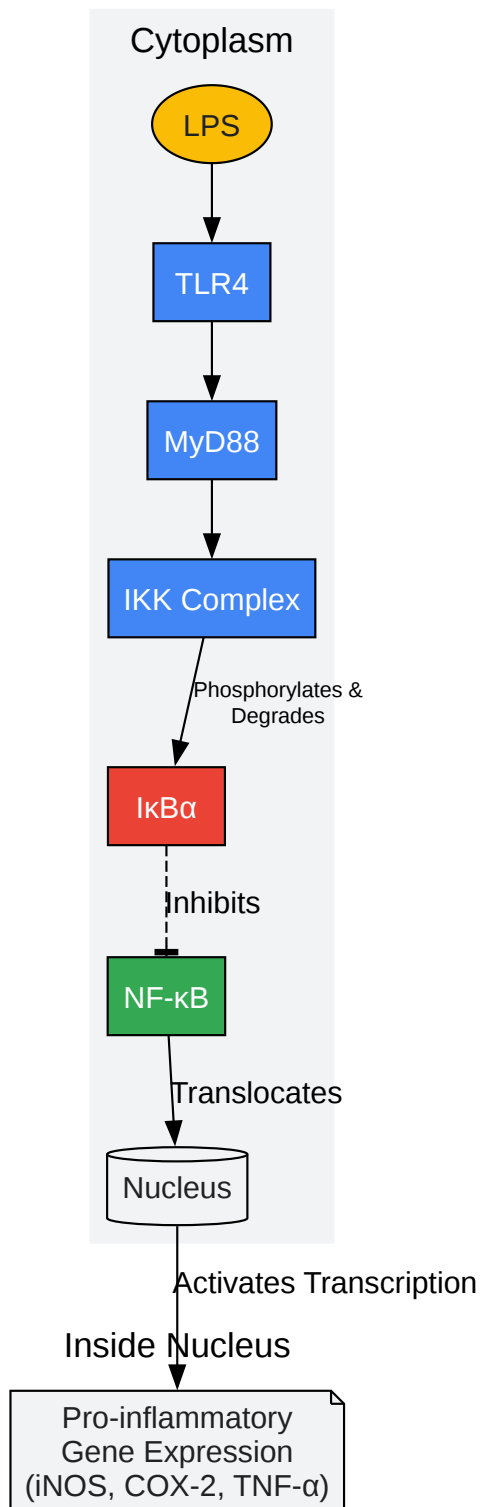 Cytoplasm
LPS
TLR4
MyD88
IKK Complex
Phosphorylates &
Degrades
IκBα
Inhibits
NF-κB
Translocates
Nucleus
Activates Transcription
Inside Nucleus
Pro-inflammatory
Gene Expression
(iNOS, COX-2, TNF-α)